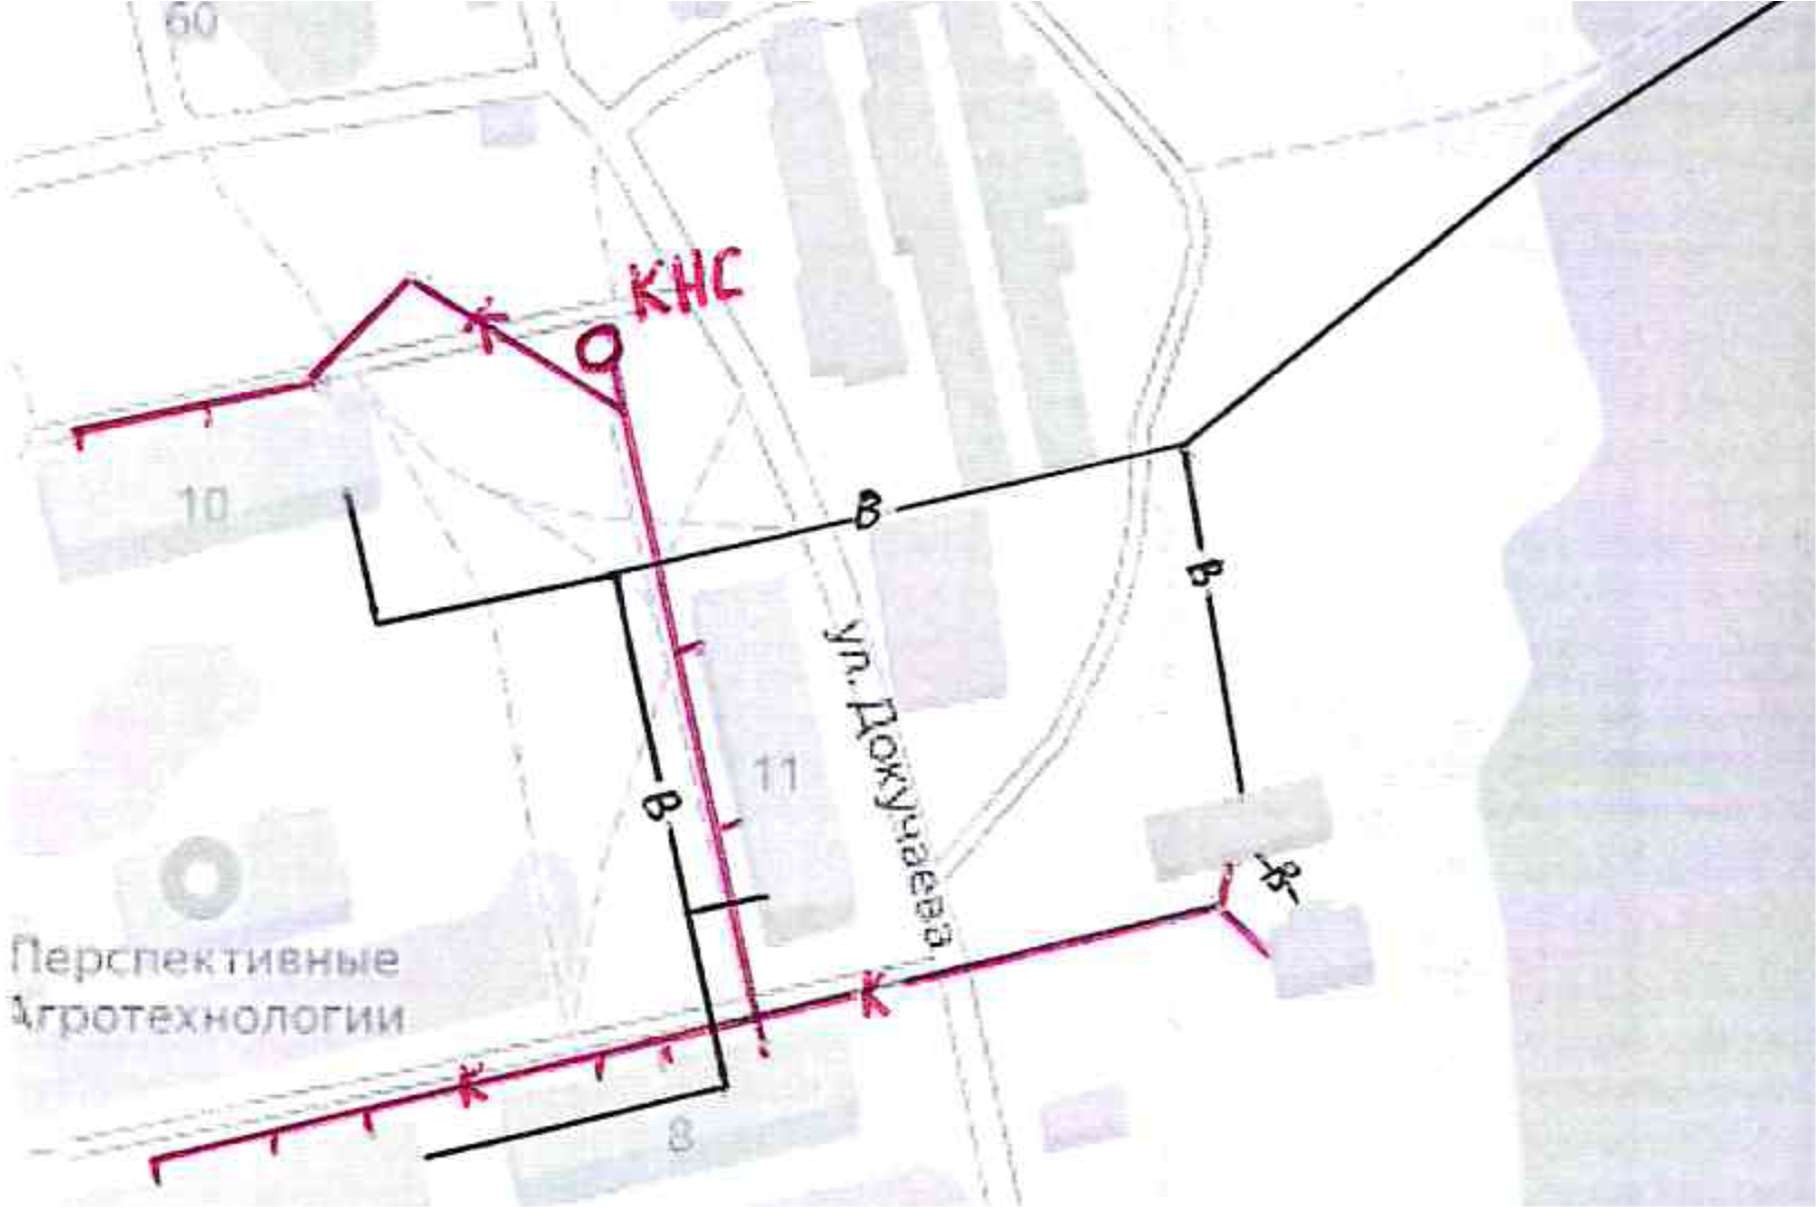 60
КНС
К
10
В
В
ул. Докучаева
11
В
В
Перспективные
Агротехнологии
К
К
8